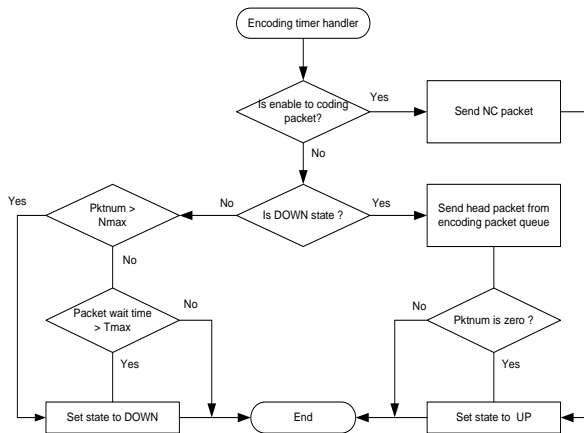 Encoding timer handler
Is enable to coding
packet?
Yes
Send NC packet
No
Yes
Pktnum >
Nmax
No
Is DOWN state ?
Yes
Send head packet from
encoding packet queue
No
Packet wait time
> Tmax
No
No
Pktnum is zero ?
Yes
Yes
Set state to DOWN
End
Set state to UP